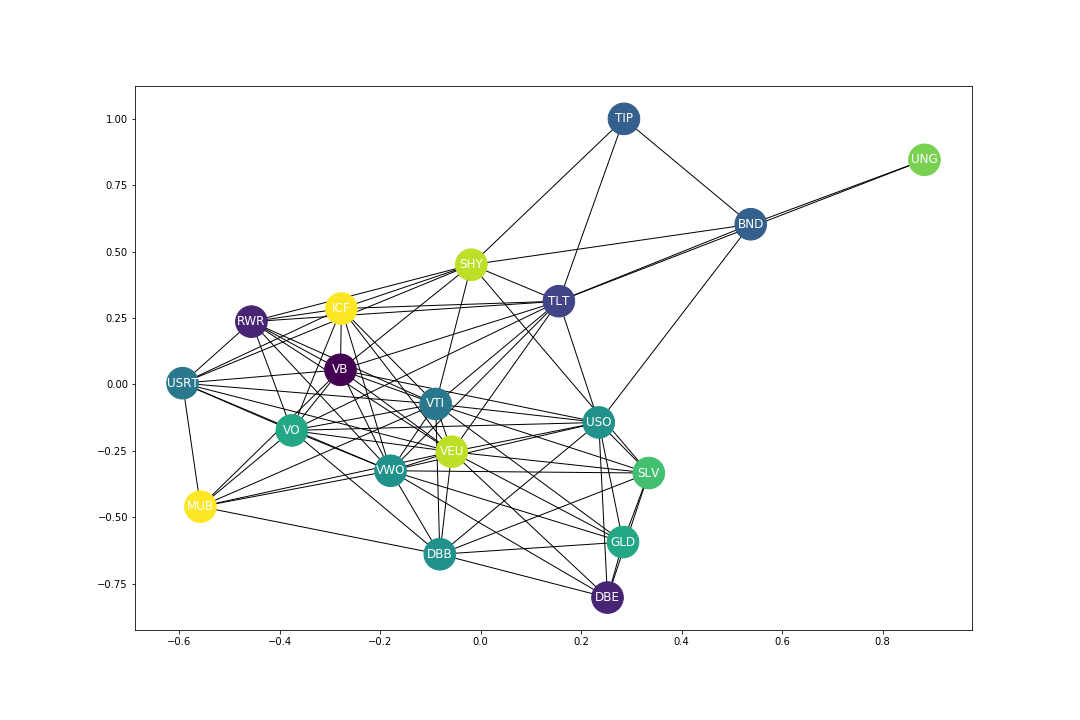 1.00
0.75
0.50
0.25
0.00
−0.25
−0.50
−0.75
−0.6
−0.4
−0.2
0.0
0.2
0.4
0.6
0.8
TIP
UNG
BND
SHY
TLT
ICF
RWR
VB
USRT
VTI
USO
VO
VEU
VWO
SLV
MUB
GLD
DBB
DBE